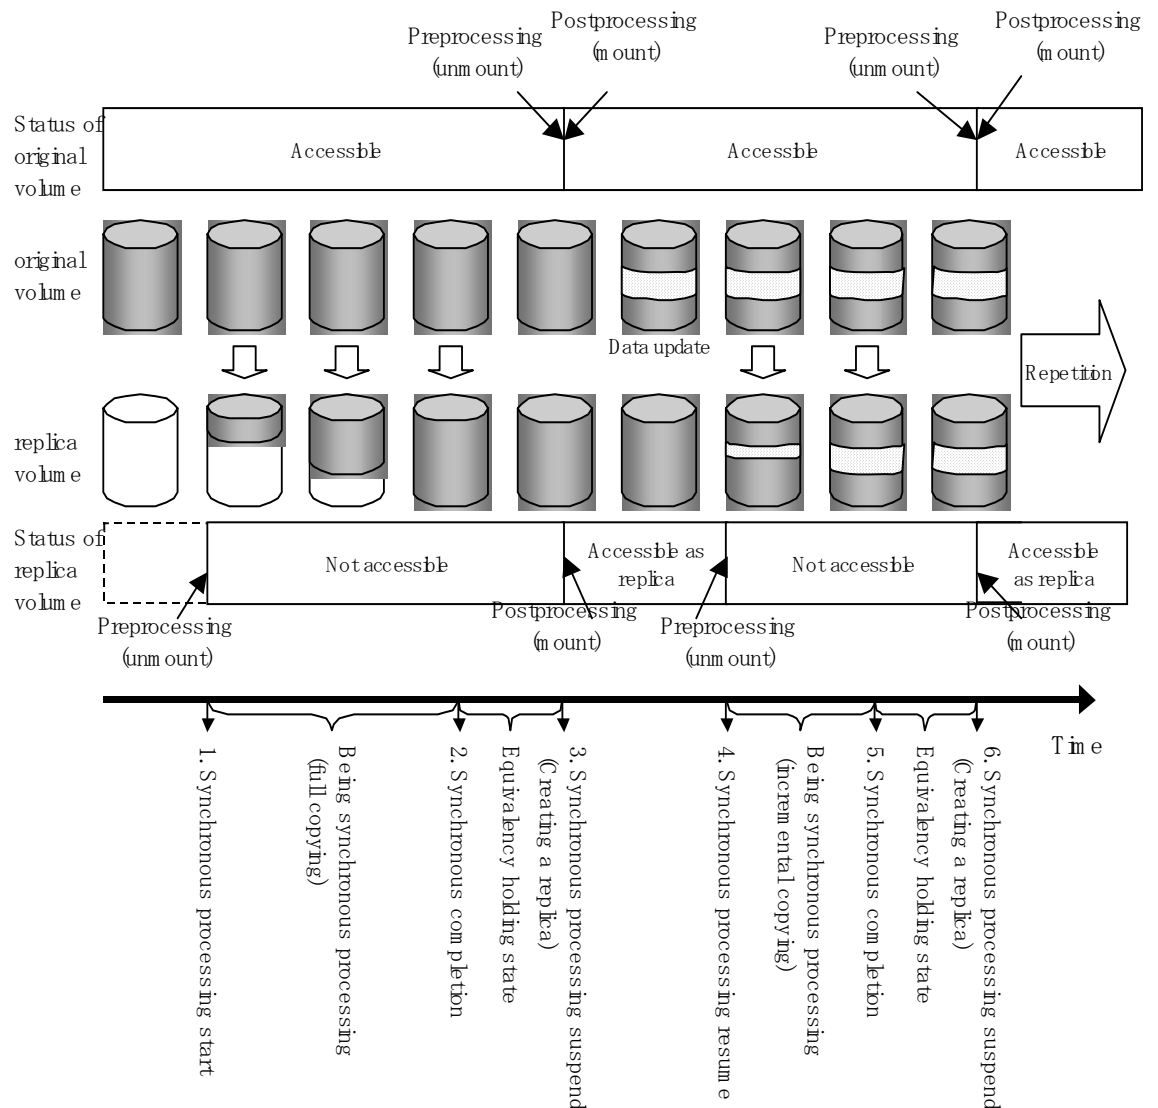 Preprocessing
(unmount)
Postprocessing
(mount)
Preprocessing
(unmount)
Postprocessing
(mount)
Status of
original
volume
Accessible
Accessible
Accessible
original
volume
Data update
Repetition
replica
volume
Status of
replica
volume
Not accessible
Accessible as
replica
Not accessible
Accessible
as replica
Preprocessing
(unmount)
Postprocessing
(mount)
Preprocessing
(unmount)
Postprocessing
(mount)
Time
1. Synchronous processing start
Being synchronous processing
(full copying)
2. Synchronous completion
Equivalency holding state
3. Synchronous processing suspend
(Creating a replica)
4. Synchronous processing resume
Being synchronous processing
(incremental copying)
5. Synchronous completion
Equivalency holding state
6. Synchronous processing suspend
(Creating a replica)